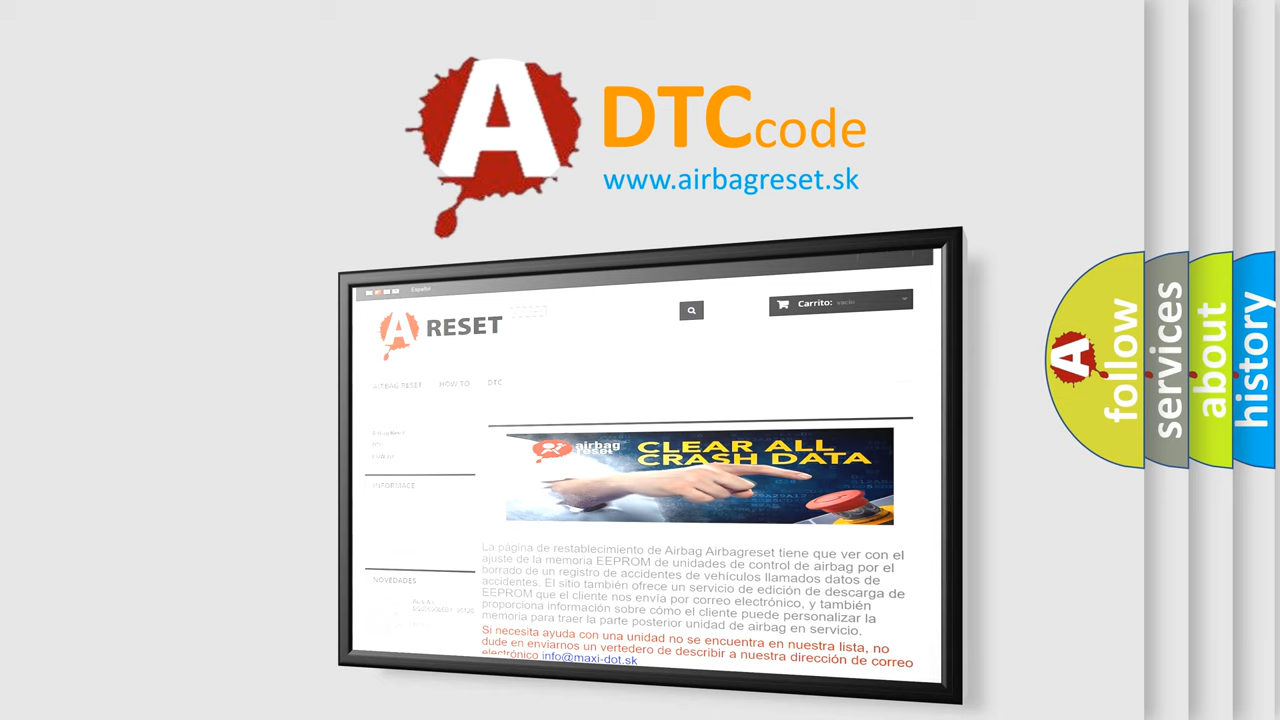 A
DTCcode
www.airbagreset.sk
Español
A RESET
Carrito: vacío
AIRBAG RESET HOW TO DTC
INFORMACE
airbag
reset
CLEAR ALL
CRASH DATA
La página de restablecimiento de Airbag Airbagreset tiene que ver con el
ajuste de la memoria EEPROM de unidades de control de airbag por el
borrado de un registro de accidentes de vehículos llamados datos de
accidentes. El sitio también ofrece un servicio de edición de descarga de
EEPROM que el cliente nos envía por correo electrónico, y también
proporciona información sobre cómo el cliente puede personalizar la
memoria para traer la parte posterior unidad de airbag en servicio.
Si necesita ayuda con una unidad no se encuentra en nuestra lista, no
dude en enviarnos un vertedero de describir a nuestra dirección de correo
electrónico info@maxi-dot.sk
NOVEDADES
A
follow
services
about
history